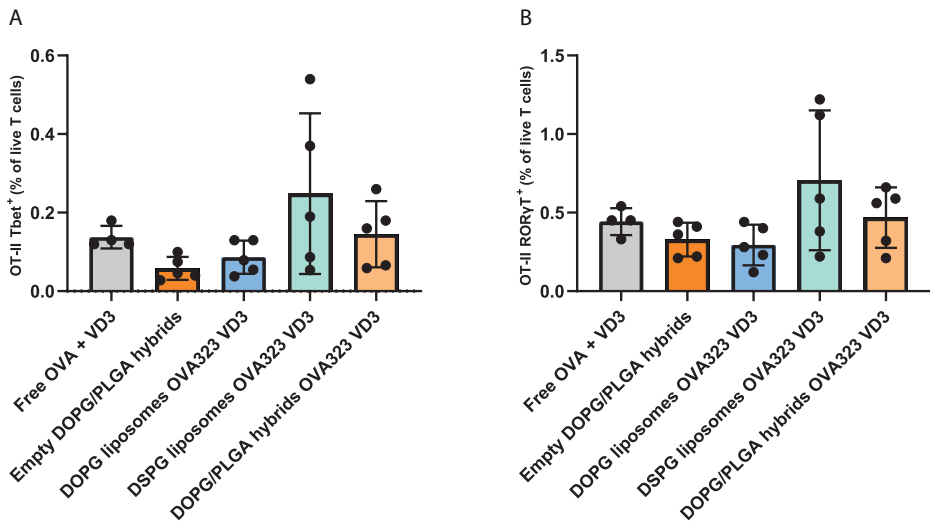 A
OT-II Tbet⁺ (% of live T cells)
0.6
0.4
0.2
0.0
Free OVA + VD3
Empty DOPG/PLGA hybrids
DOPG liposomes OVA323 VD3
DSPG liposomes OVA323 VD3
DOPG/PLGA hybrids OVA323 VD3
B
OT-II RORγT⁺ (% of live T cells)
1.5
1.0
0.5
0.0
Free OVA + VD3
Empty DOPG/PLGA hybrids
DOPG liposomes OVA323 VD3
DSPG liposomes OVA323 VD3
DOPG/PLGA hybrids OVA323 VD3